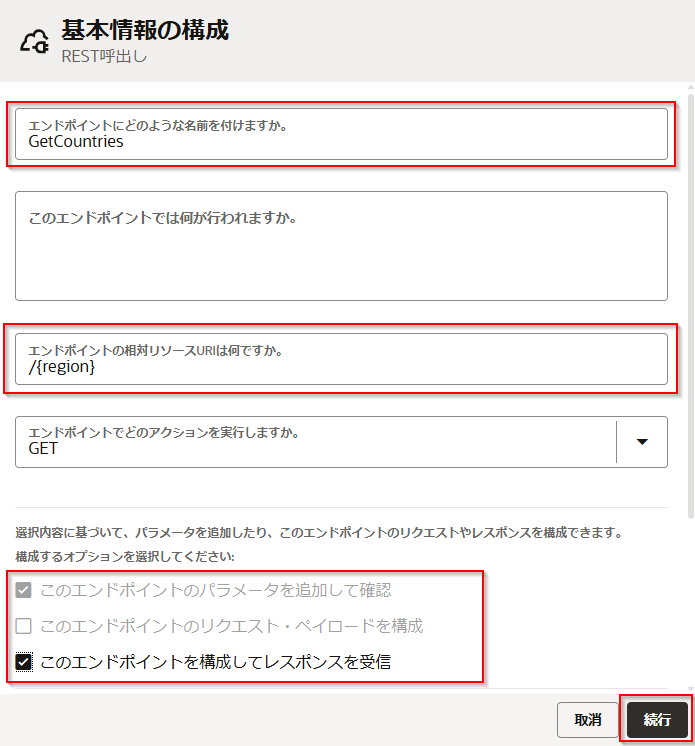 基本情報の構成
REST呼出し
エンドポイントにどのような名前を付けますか。
GetCountries
このエンドポイントでは何が行われますか。
エンドポイントの相対リソースURIは何ですか。
/{region}
エンドポイントでどのアクションを実行しますか。
GET
選択内容に基づいて、パラメータを追加したり、このエンドポイントのリクエストやレスポンスを構成できます。
構成するオプションを選択してください:
このエンドポイントのパラメータを追加して確認
このエンドポイントのリクエスト・ペイロードを構成
このエンドポイントを構成してレスポンスを受信
取消
続行